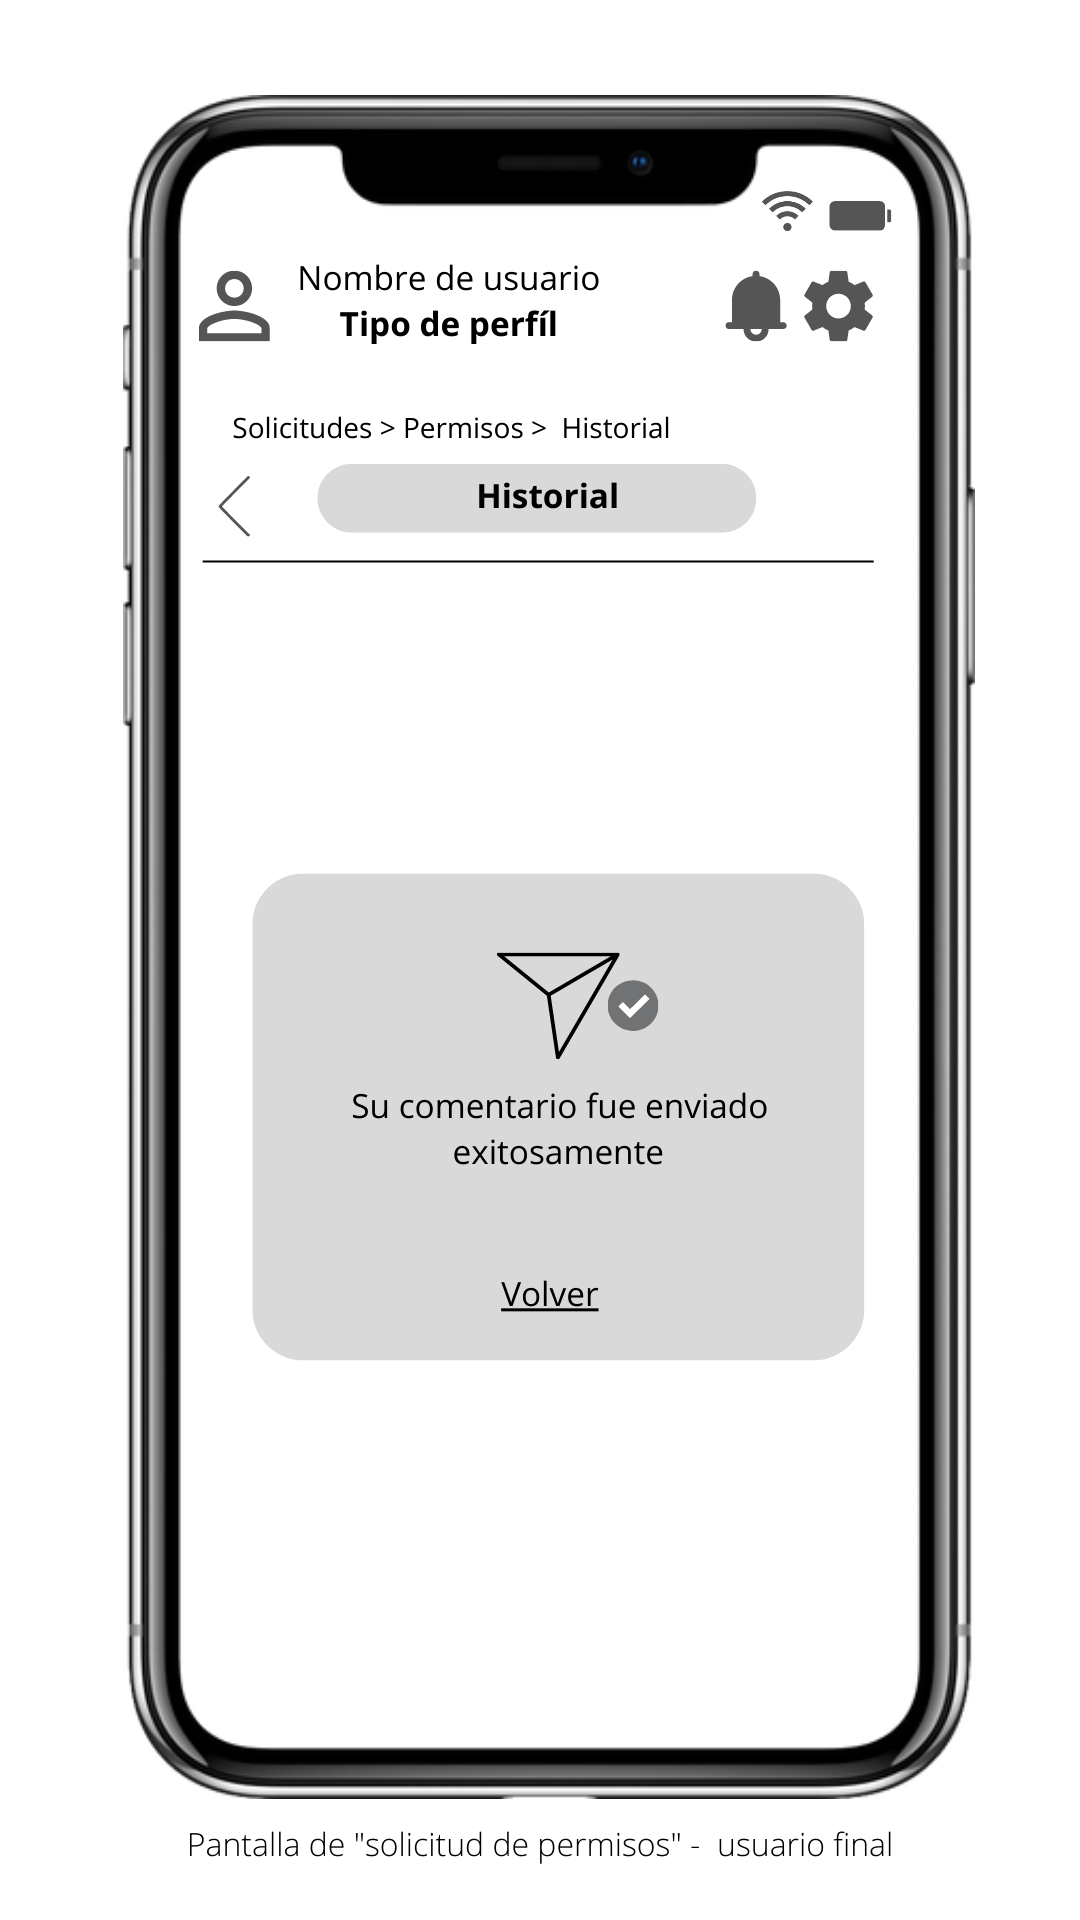 Nombre de usuario
Tipo de perfíl
Solicitudes > Permisos >  Historial
Historial
Su comentario fue enviado
exitosamente
Volver
Pantalla de "solicitud de permisos" -  usuario final